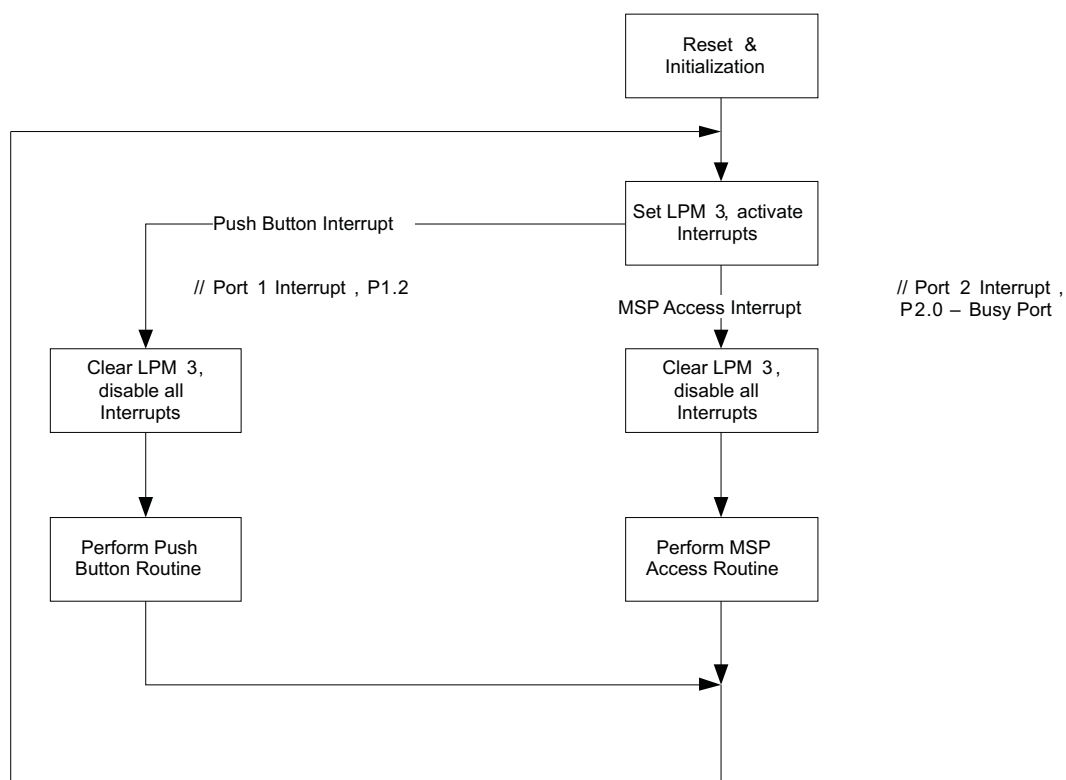 Reset &
Initialization
Set LPM 3, activate
Interrupts
Push Button Interrupt
// Port 1 Interrupt , P1.2
MSP Access Interrupt
// Port 2 Interrupt ,
P2.0 – Busy Port
Clear LPM 3,
disable all
Interrupts
Clear LPM 3,
disable all
Interrupts
Perform Push
Button Routine
Perform MSP
Access Routine